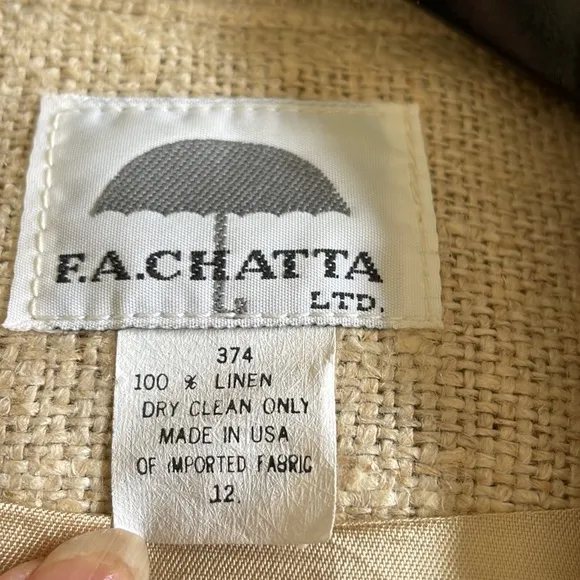 F.A.CHATTA
LTD.
374
100 % LINEN
DRY CLEAN ONLY
MADE IN USA
OF IMPORTED FABRIC
12.